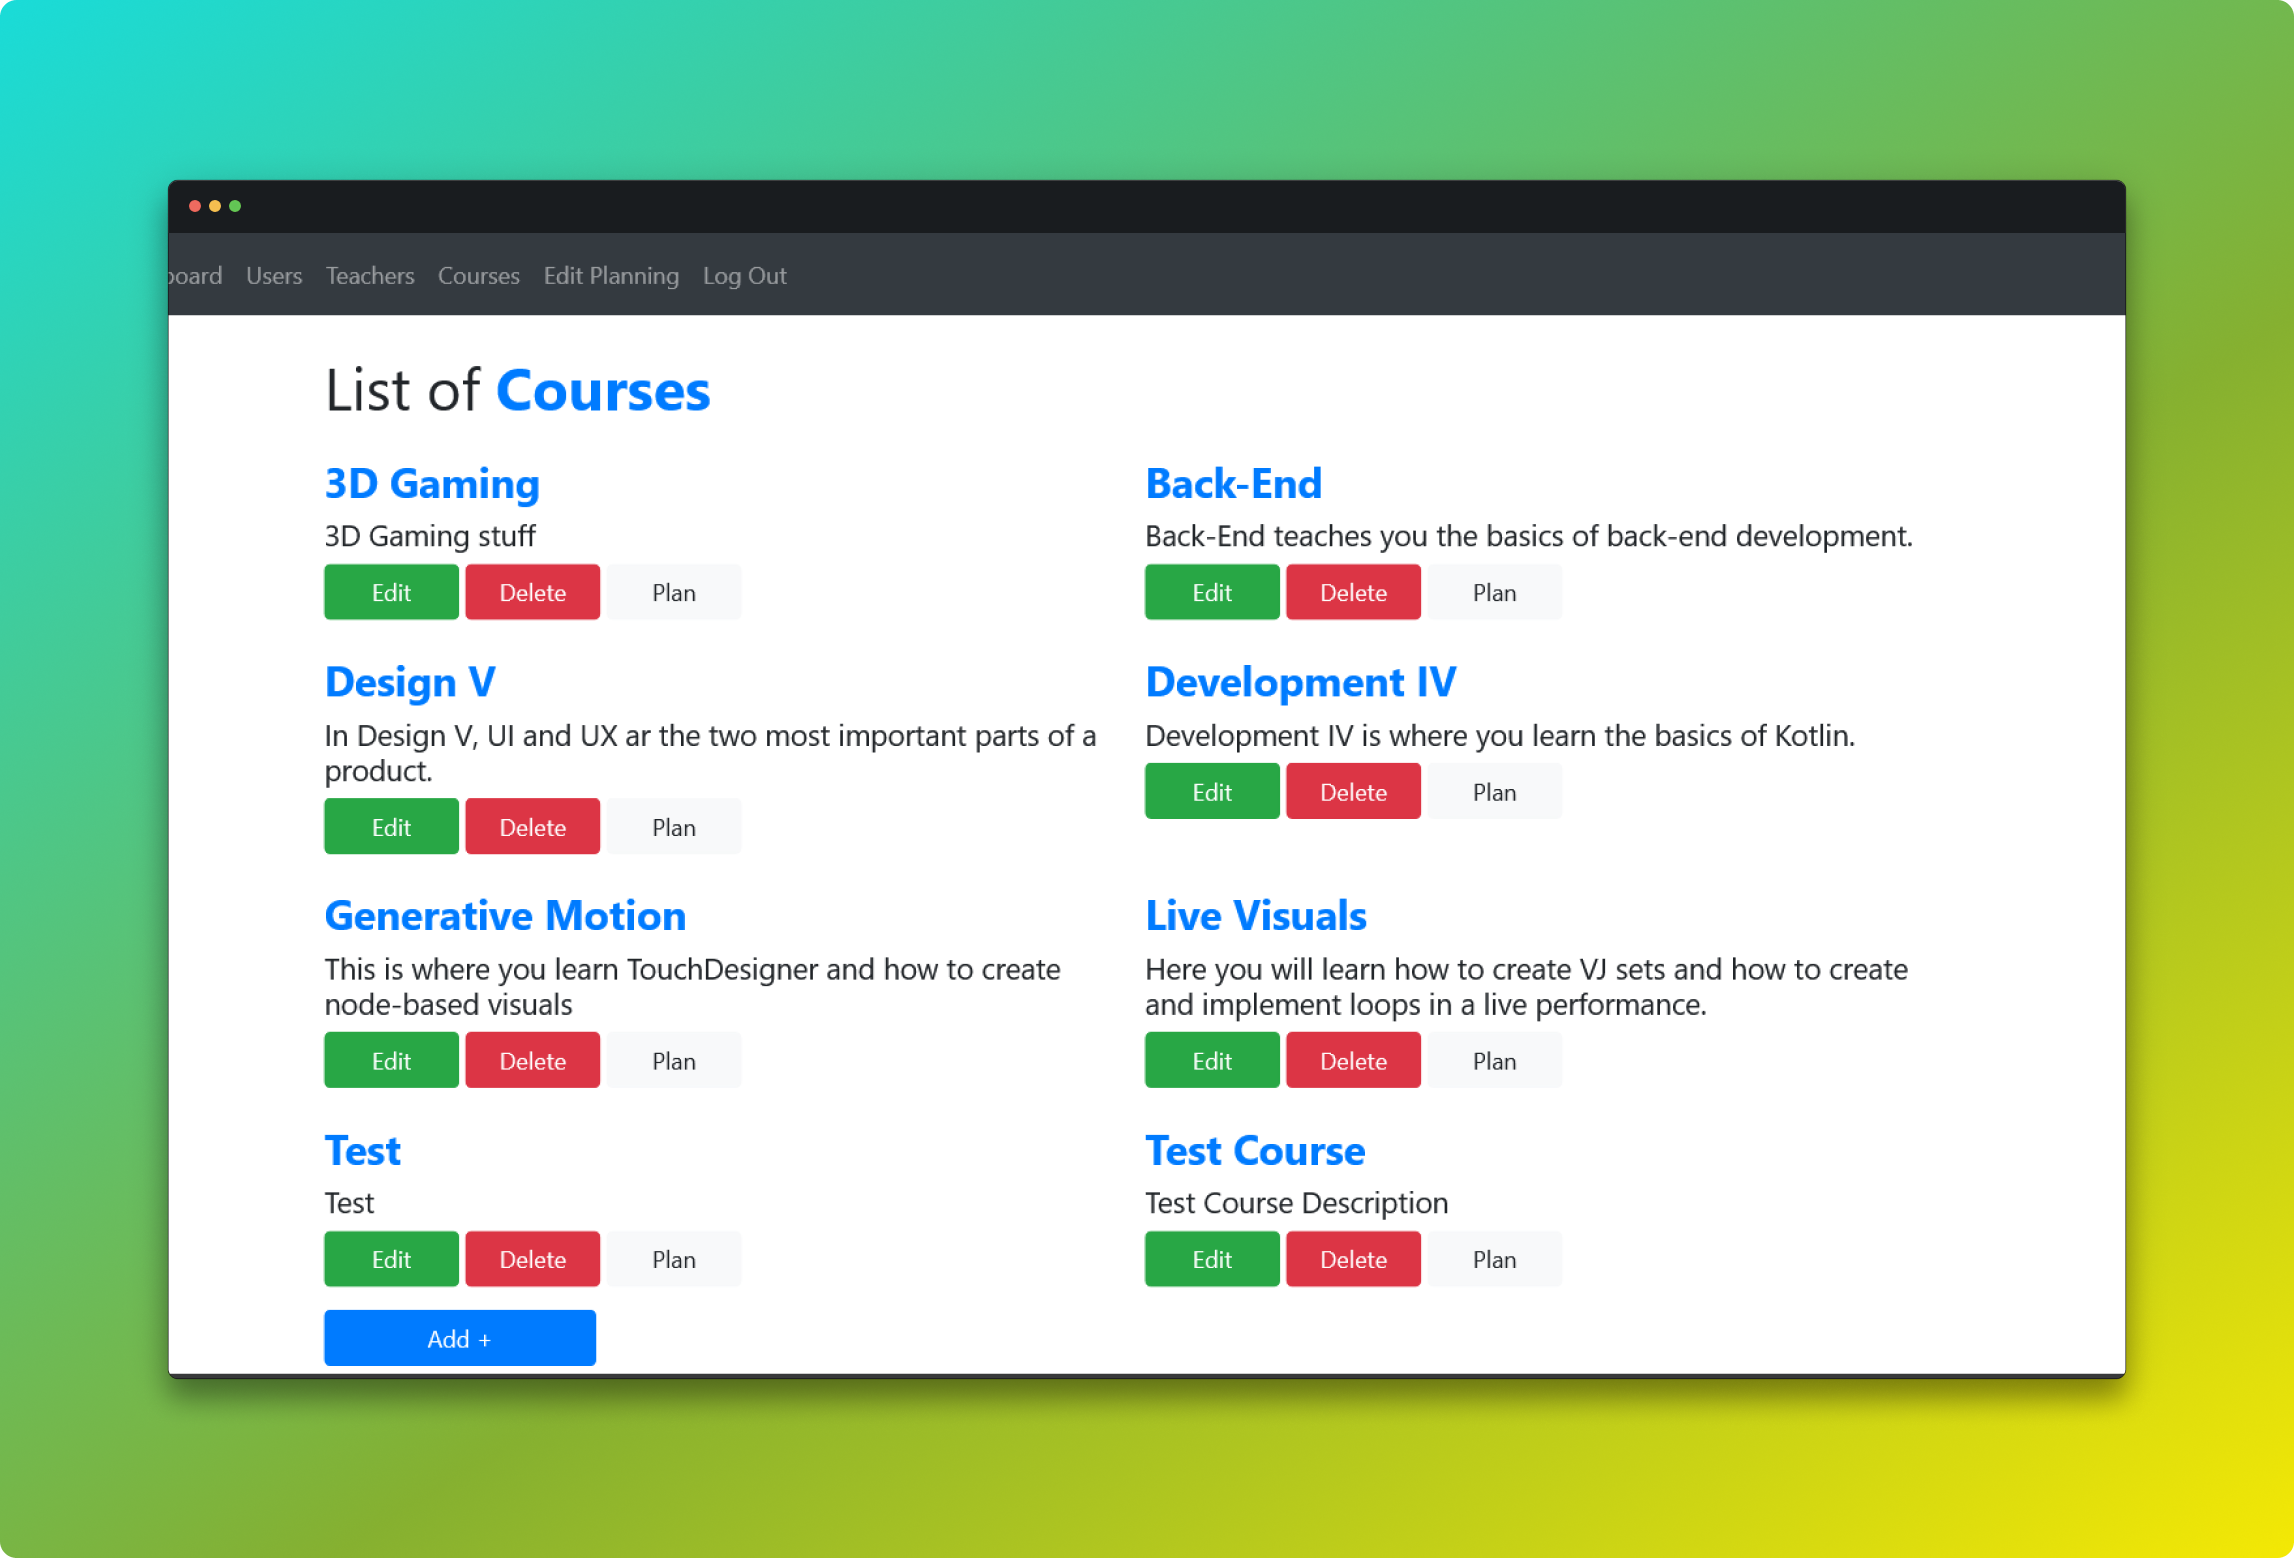 board Users Teachers Courses Edit Planning Log Out
List of Courses
3D Gaming
3D Gaming stuff
Edit Delete Plan
Back-End
Back-End teaches you the basics of back-end development.
Edit Delete Plan
Design V
In Design V, UI and UX ar the two most important parts of a
product.
Edit Delete Plan
Development IV
Development IV is where you learn the basics of Kotlin.
Edit Delete Plan
Generative Motion
This is where you learn TouchDesigner and how to create
node-based visuals
Edit Delete Plan
Live Visuals
Here you will learn how to create VJ sets and how to create
and implement loops in a live performance.
Edit Delete Plan
Test
Test
Edit Delete Plan
Test Course
Test Course Description
Edit Delete Plan
Add +